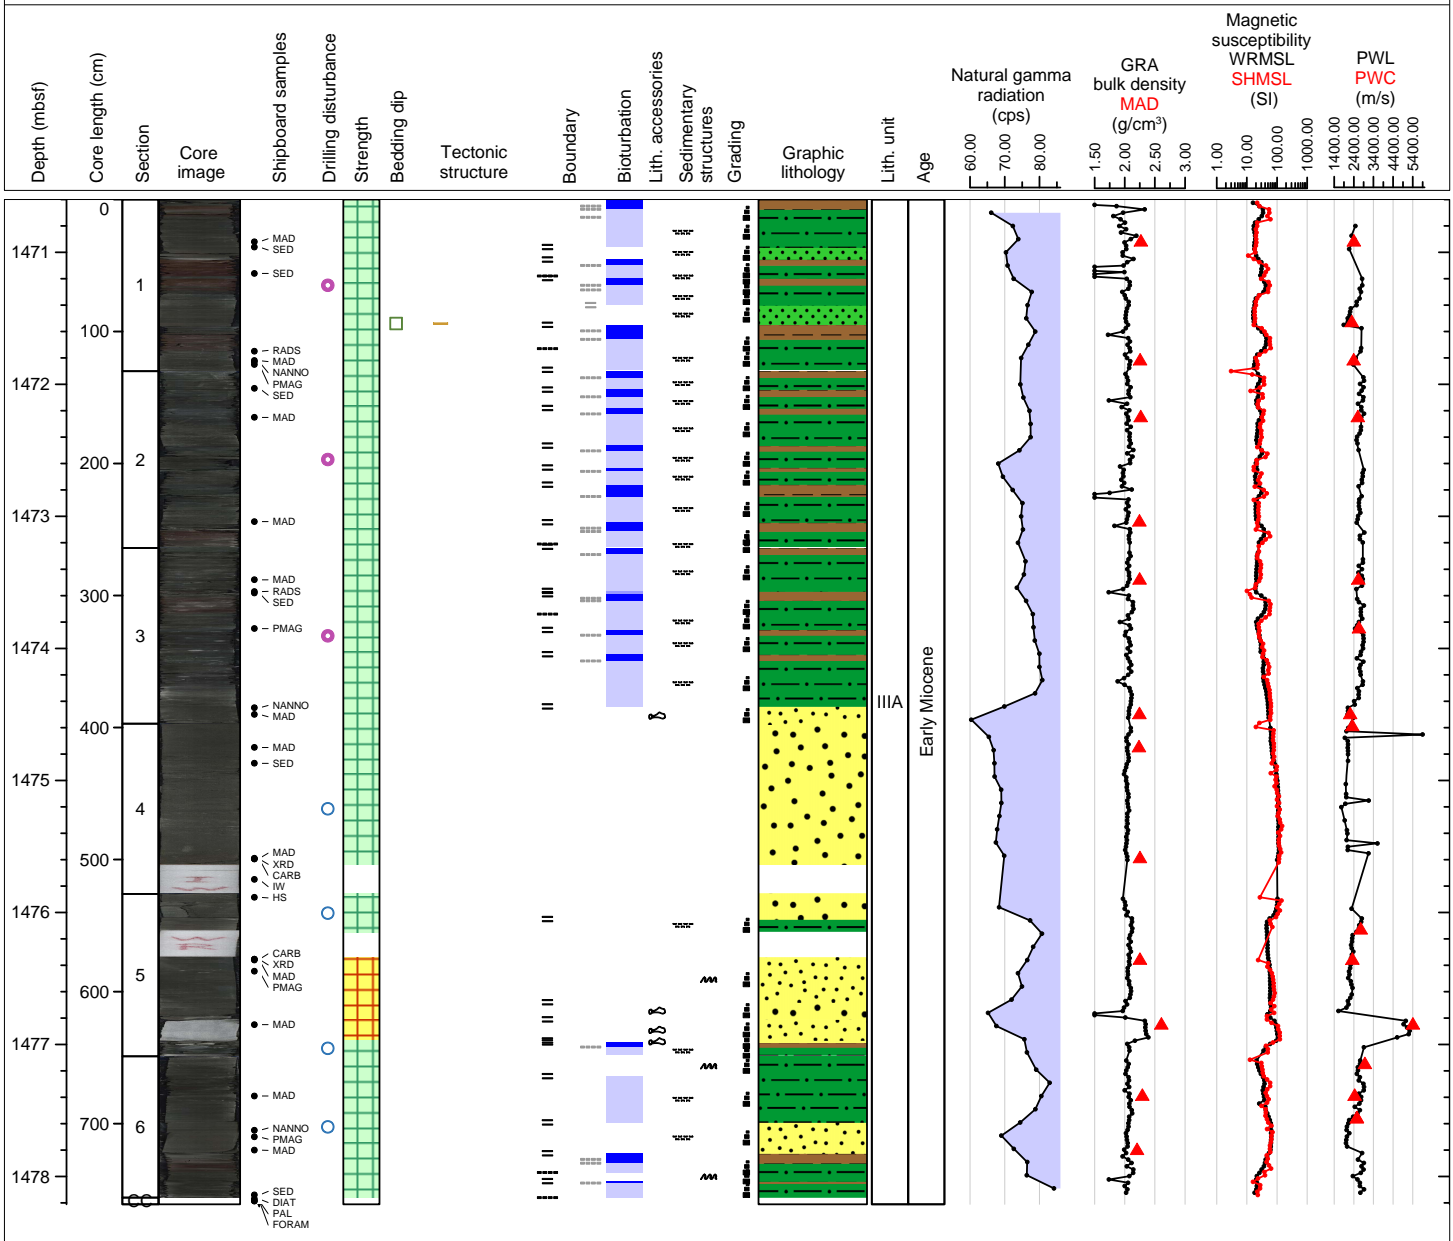 Depth (mbsf)
Core length (cm)
Section
Core
image
Shipboard samples
Drilling disturbance
Strength
Bedding dip
Tectonic
structure
Boundary
Bioturbation
Lith. accessories
Sedimentary
structures
Grading
Graphic
lithology
Lith. unit
Age
Natural gamma
radiation
(cps)
60.00 70.00 80.00
GRA
bulk density
MAD
(g/cm³)
1.50 2.00 2.50 3.00
Magnetic
susceptibility
WRMSL
SHMSL
(SI)
1.00 10.00 100.00 1000.00
PWL
PWC
(m/s)
1400.00 2400.00 3400.00 4400.00 5400.00
0
MAD
SED
1471
SED
1
100
RADS
MAD
NANNO
PMAG
1472
SED
MAD
2
200
1473
MAD
MAD
300
RADS
SED
PMAG
3
1474
IIIA
Early Miocene
NANNO
MAD
400
MAD
SED
1475
4
MAD
500
XRD
CARB
IW
HS
1476
CARB
XRD
5
MAD
PMAG
600
MAD
1477
MAD
700
6
NANNO
PMAG
MAD
1478
SED
CC
DIAT
PAL
FORAM